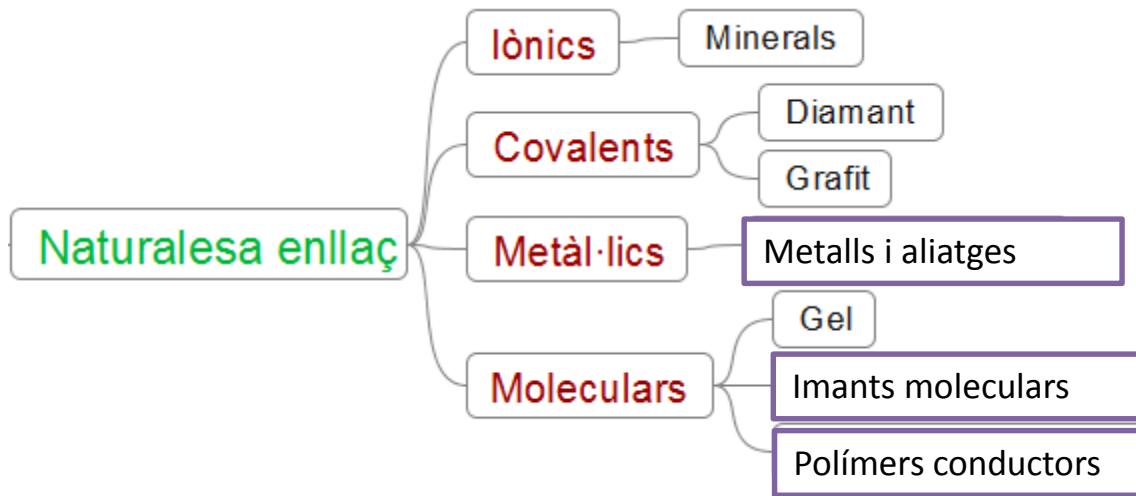 Iònics
Minerals
Covalents
Diamant
Grafit
Naturalesa enllaç
Metàl·lics
Metalls i aliatges
Moleculars
Gel
Imants moleculars
Polímers conductors